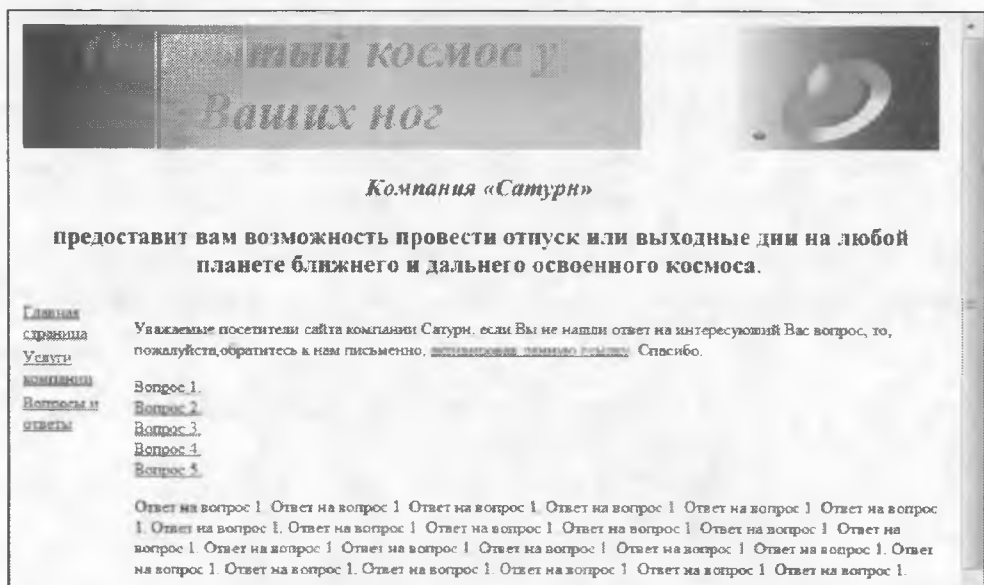 космос у
Ваших ног
Компания «Сатурн»
предоставит вам возможность провести отпуск или выходные дни на любой
планете ближнего и дальнего освоенного космоса.
Главная
страница
Услуги
компании
Вопросы и
ответы
Уважаемые посетители сайта компании Сатурн. если Вы не нашли ответ на интересующий Вас вопрос, то,
пожалуйста,обратитесь к нам письменно, активировав данную ссылку. Спасибо.
Вопрос 1.
Вопрос 2.
Вопрос 3.
Вопрос 4.
Вопрос 5.
Ответ на вопрос 1. Ответ на вопрос 1. Ответ на вопрос 1. Ответ на вопрос 1. Ответ на вопрос 1. Ответ на вопрос
1. Ответ на вопрос 1. Ответ на вопрос 1. Ответ на вопрос 1. Ответ на вопрос 1. Ответ на вопрос 1. Ответ на
вопрос 1. Ответ на вопрос 1. Ответ на вопрос 1. Ответ на вопрос 1. Ответ на вопрос 1. Ответ на вопрос 1. Ответ
на вопрос 1. Ответ на вопрос 1. Ответ на вопрос 1. Ответ на вопрос 1. Ответ на вопрос 1. Ответ на вопрос 1.